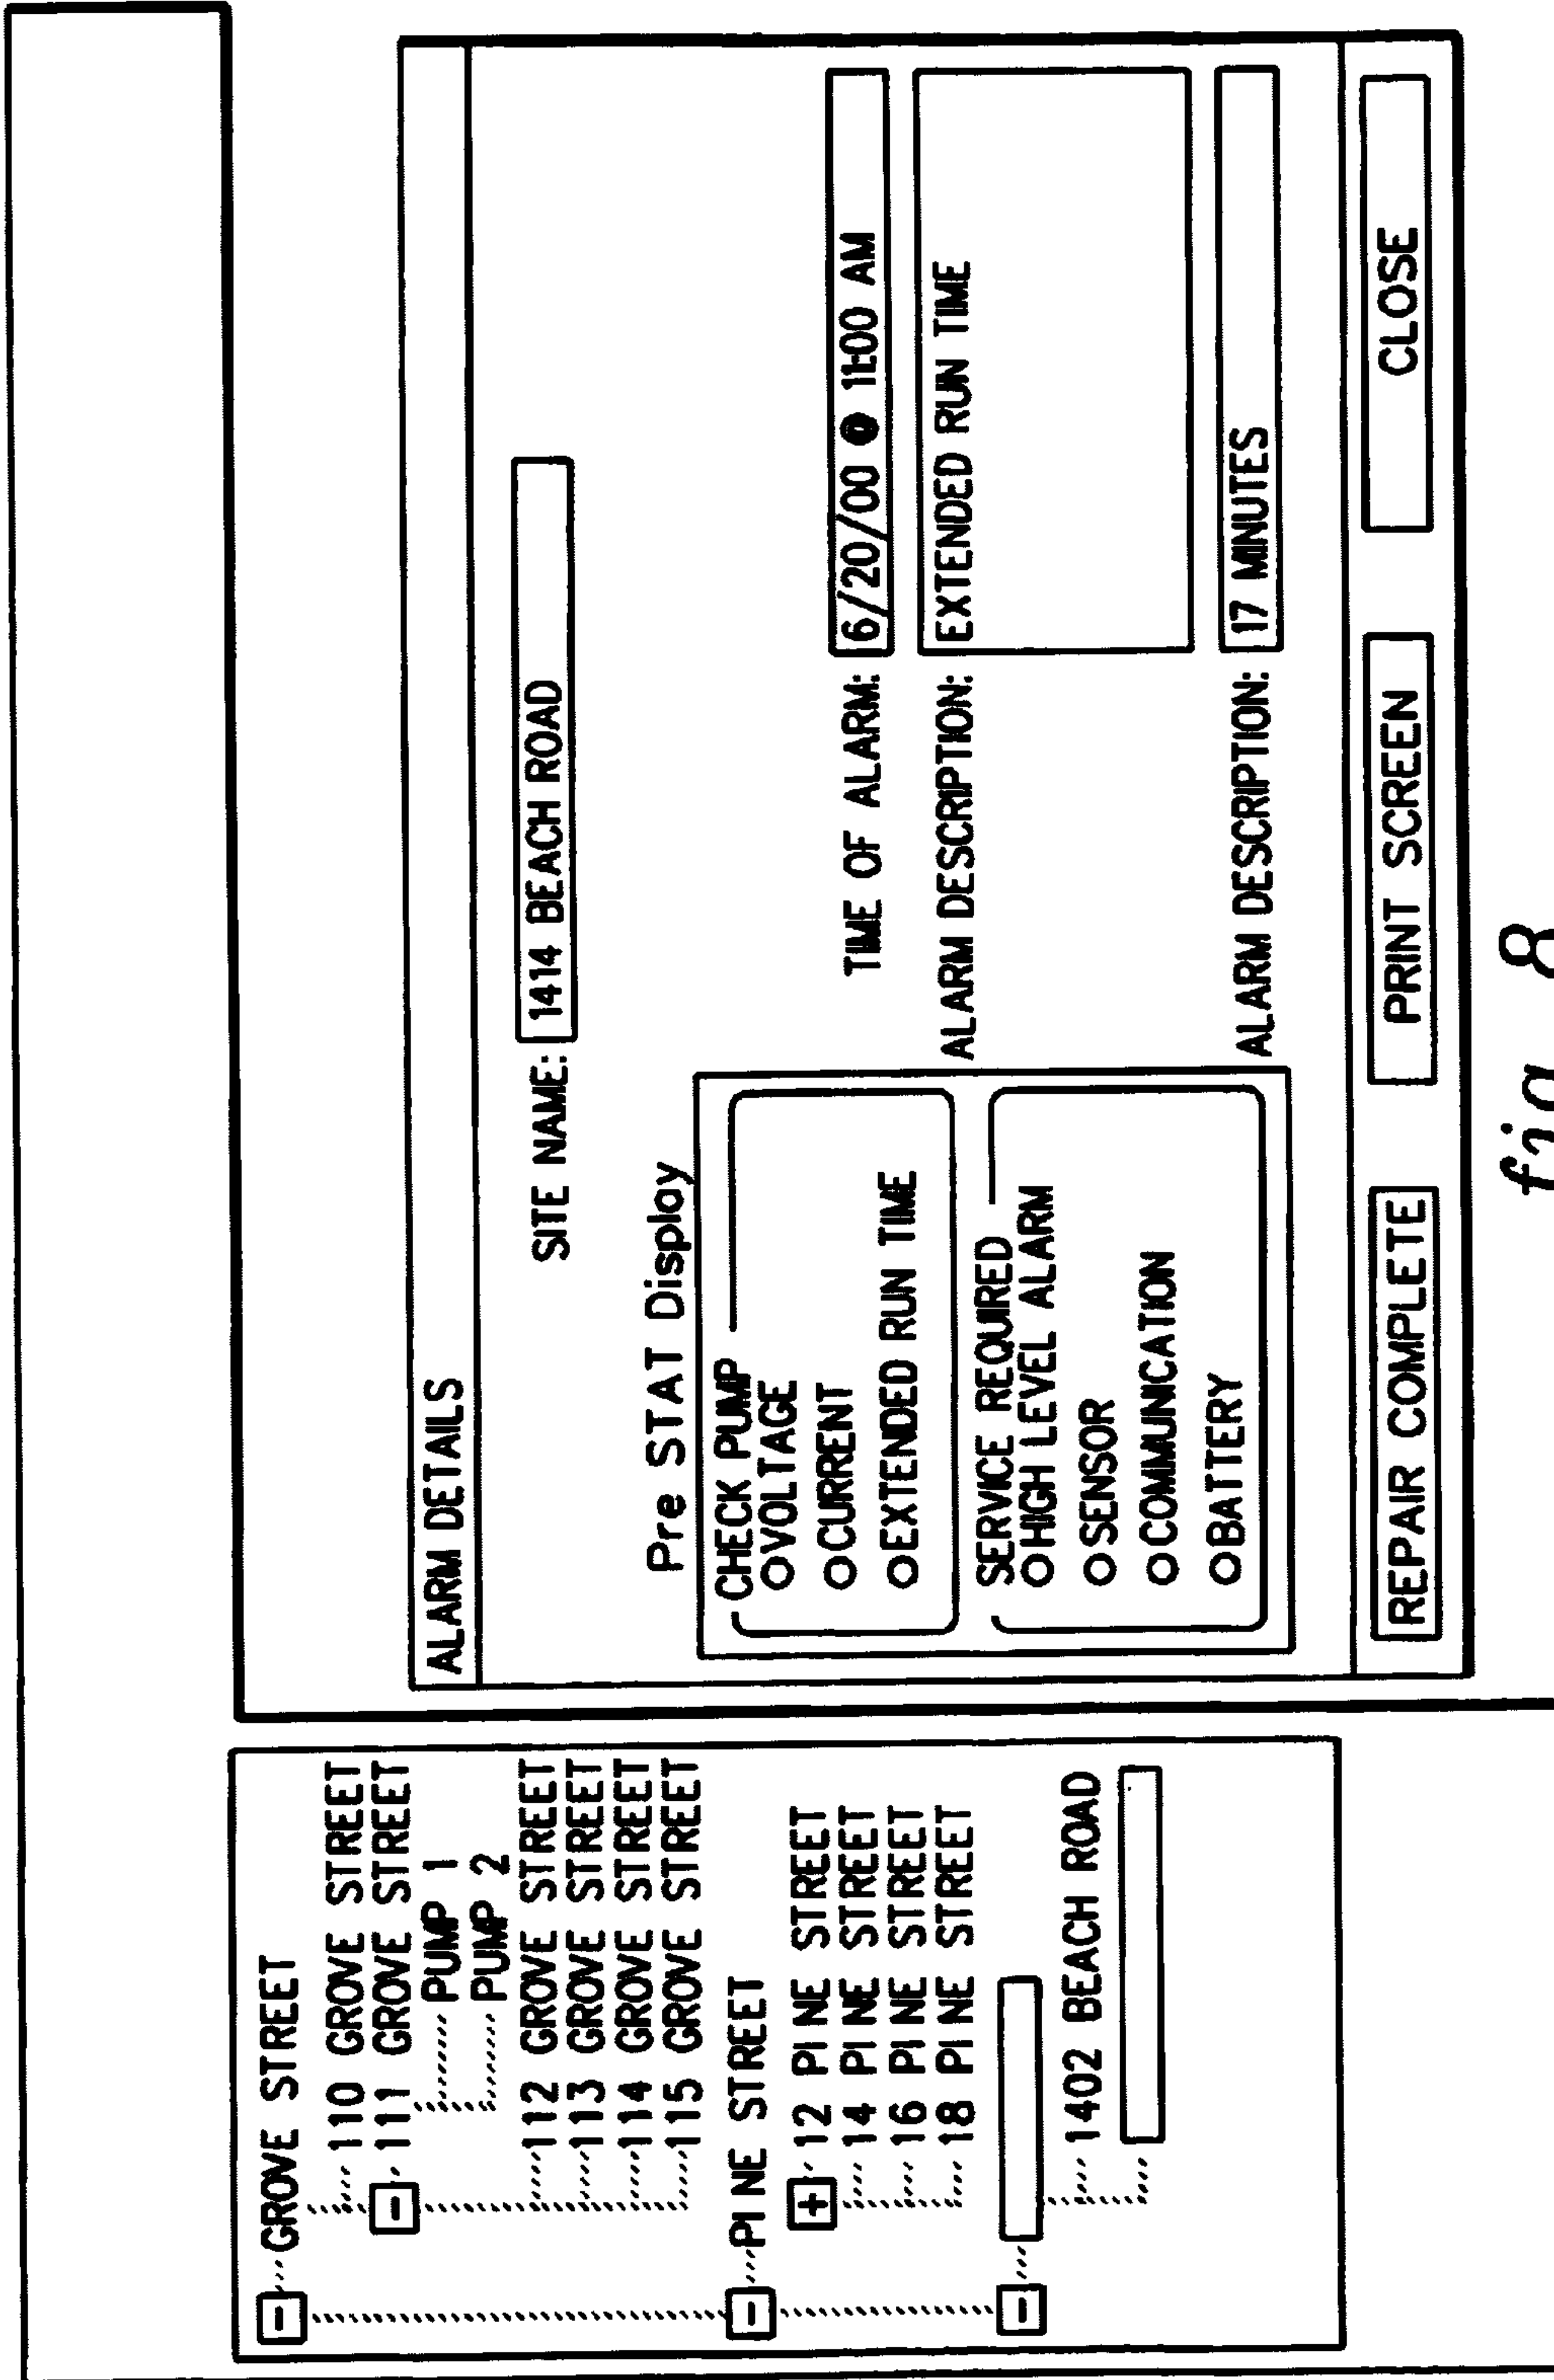 GROVE STREET
110 GROVE STREET
111 GROVE STREET
PUMP 1
PUMP 2
112 GROVE STREET
113 GROVE STREET
114 GROVE STREET
115 GROVE STREET
PINE STREET
12 PINE STREET
14 PINE STREET
16 PINE STREET
18 PINE STREET
1402 BEACH ROAD
ALARM DETAILS
SITE NAME: 1414 BEACH ROAD
Pre STAT Display
CHECK PUMP
VOLTAGE
CURRENT
EXTENDED RUN TIME
SERVICE REQUIRED
HIGH LEVEL ALARM
SENSOR
COMMUNICATION
BATTERY
TIME OF ALARM: 6/20/00 @ 11:00 AM
ALARM DESCRIPTION: EXTENDED RUN TIME
ALARM DESCRIPTION: 17 MINUTES
REPAIR COMPLETE
PRINT SCREEN
CLOSE
fig. 8